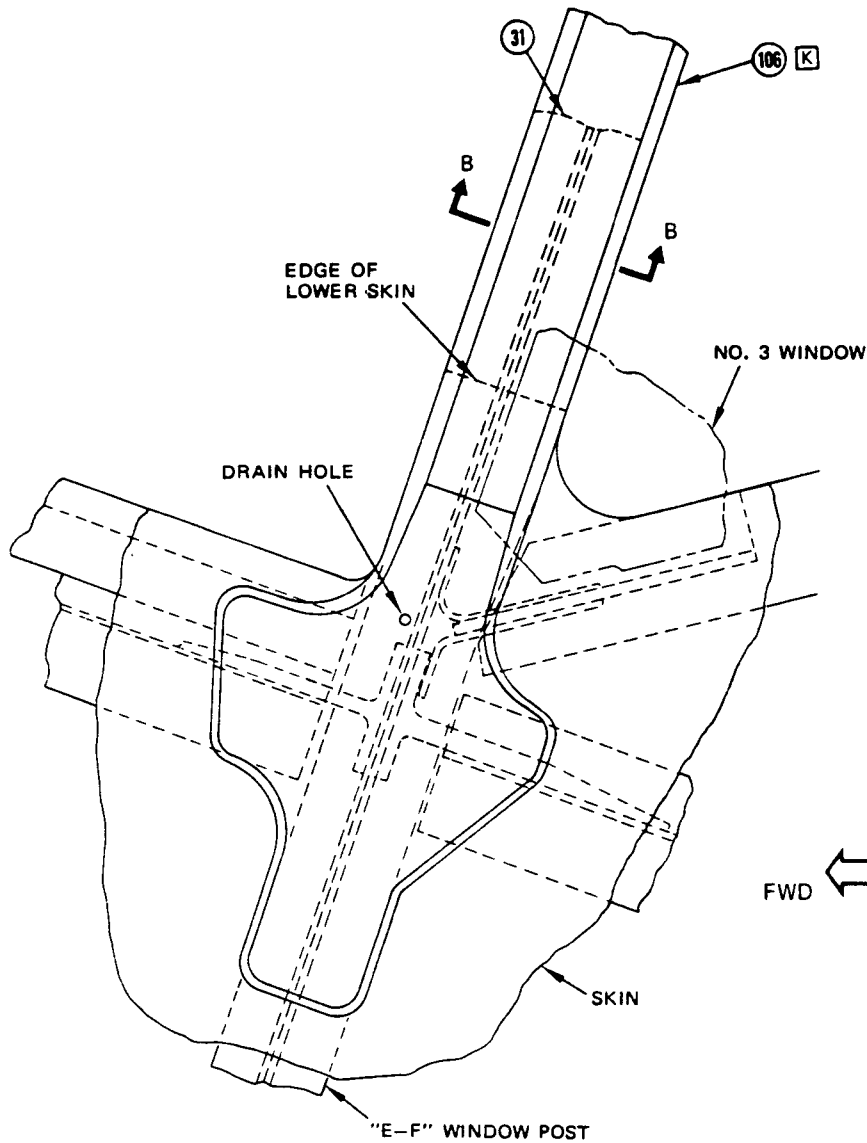 31
106 K
B
B
EDGE OF
LOWER SKIN
NO. 3 WINDOW
DRAIN HOLE
FWD
SKIN
"E-F" WINDOW POST